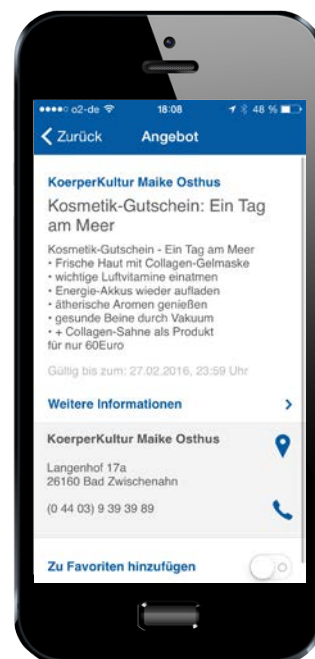 o2-de 18:08 48 %
Zurück Angebot
KoerperKultur Maike Osthus
Kosmetik-Gutschein: Ein Tag
am Meer
Kosmetik-Gutschein - Ein Tag am Meer
• Frische Haut mit Collagen-Gelmaske
• wichtige Luftvitamine einatmen
• Energie-Akkus wieder aufladen
• ätherische Aromen genießen
• gesunde Beine durch Vakuum
• + Collagen-Sahne als Produkt
für nur 60Euro
Gültig bis zum: 27.02.2016, 23:59 Uhr
Weitere Informationen
KoerperKultur Maike Osthus
Langenhof 17a
26160 Bad Zwischenahn
(0 44 03) 9 39 39 89
Zu Favoriten hinzufügen